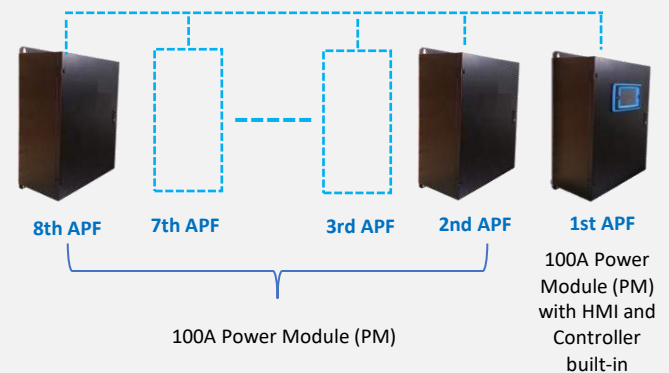 8th APF
7th APF
3rd APF
2nd APF
1st APF
100A Power Module (PM)
100A Power
Module (PM)
with HMI and
Controller
built-in